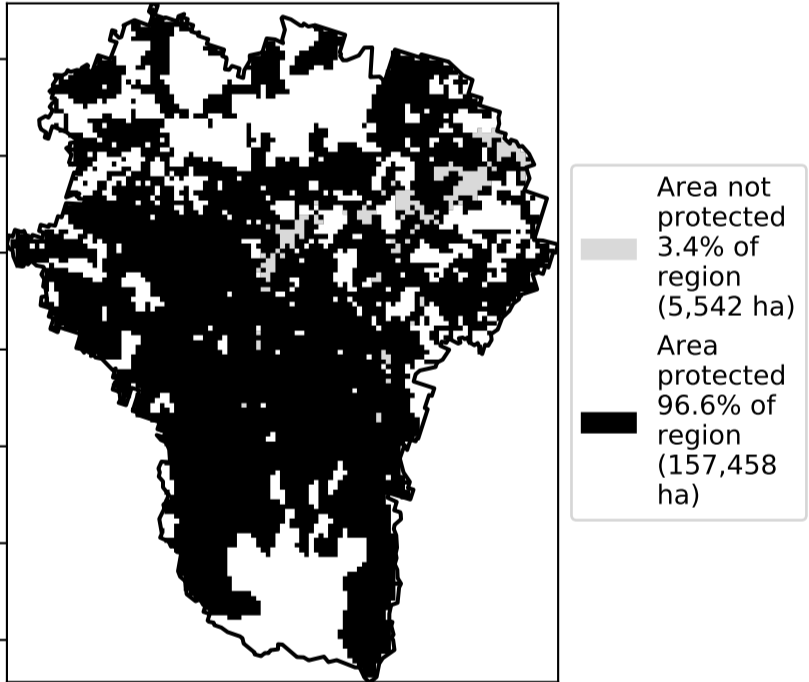 Area not
protected
3.4% of
region
(5,542 ha)
Area
protected
96.6% of
region
(157,458
ha)